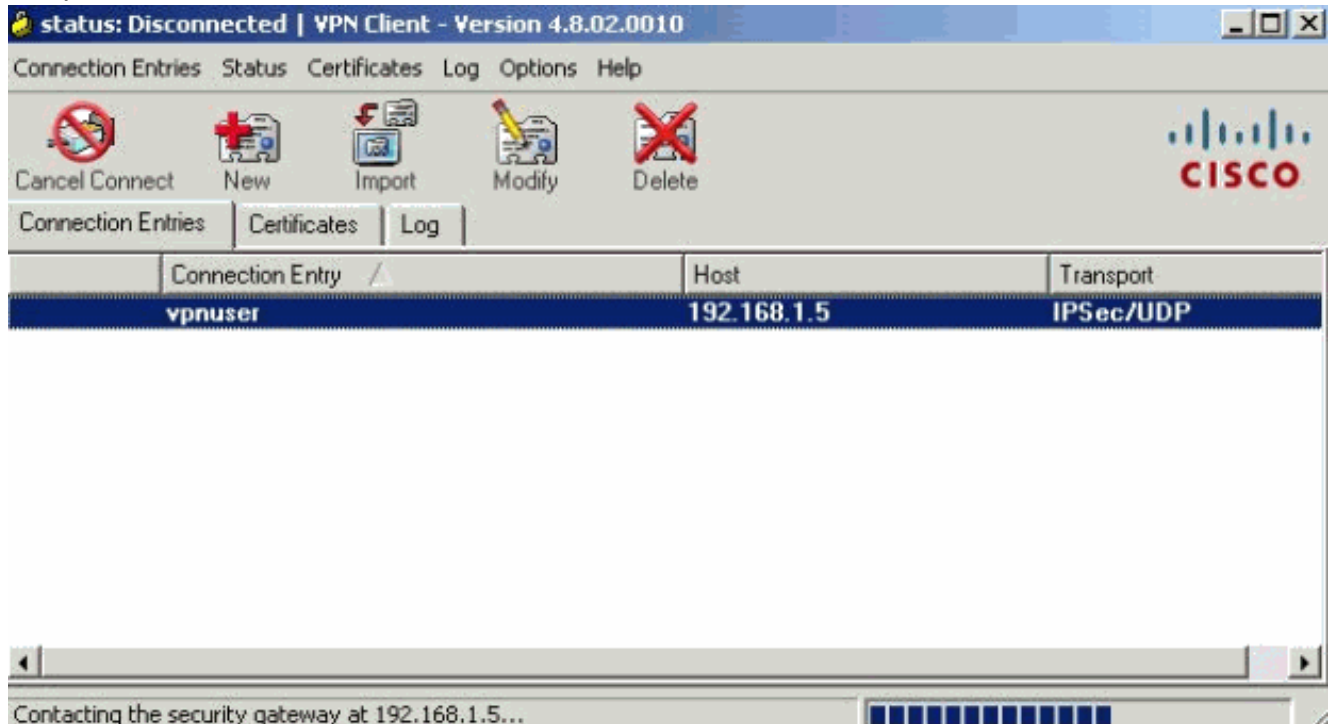 status: Disconnected | VPN Client - Version 4.8.02.0010
Connection Entries Status Certificates Log Options Help
Cancel Connect New Import Modify Delete
CISCO
Connection Entries Certificates Log
Connection Entry Host Transport
vpnuser 192.168.1.5 IPSec/UDP
Contacting the security gateway at 192.168.1.5...